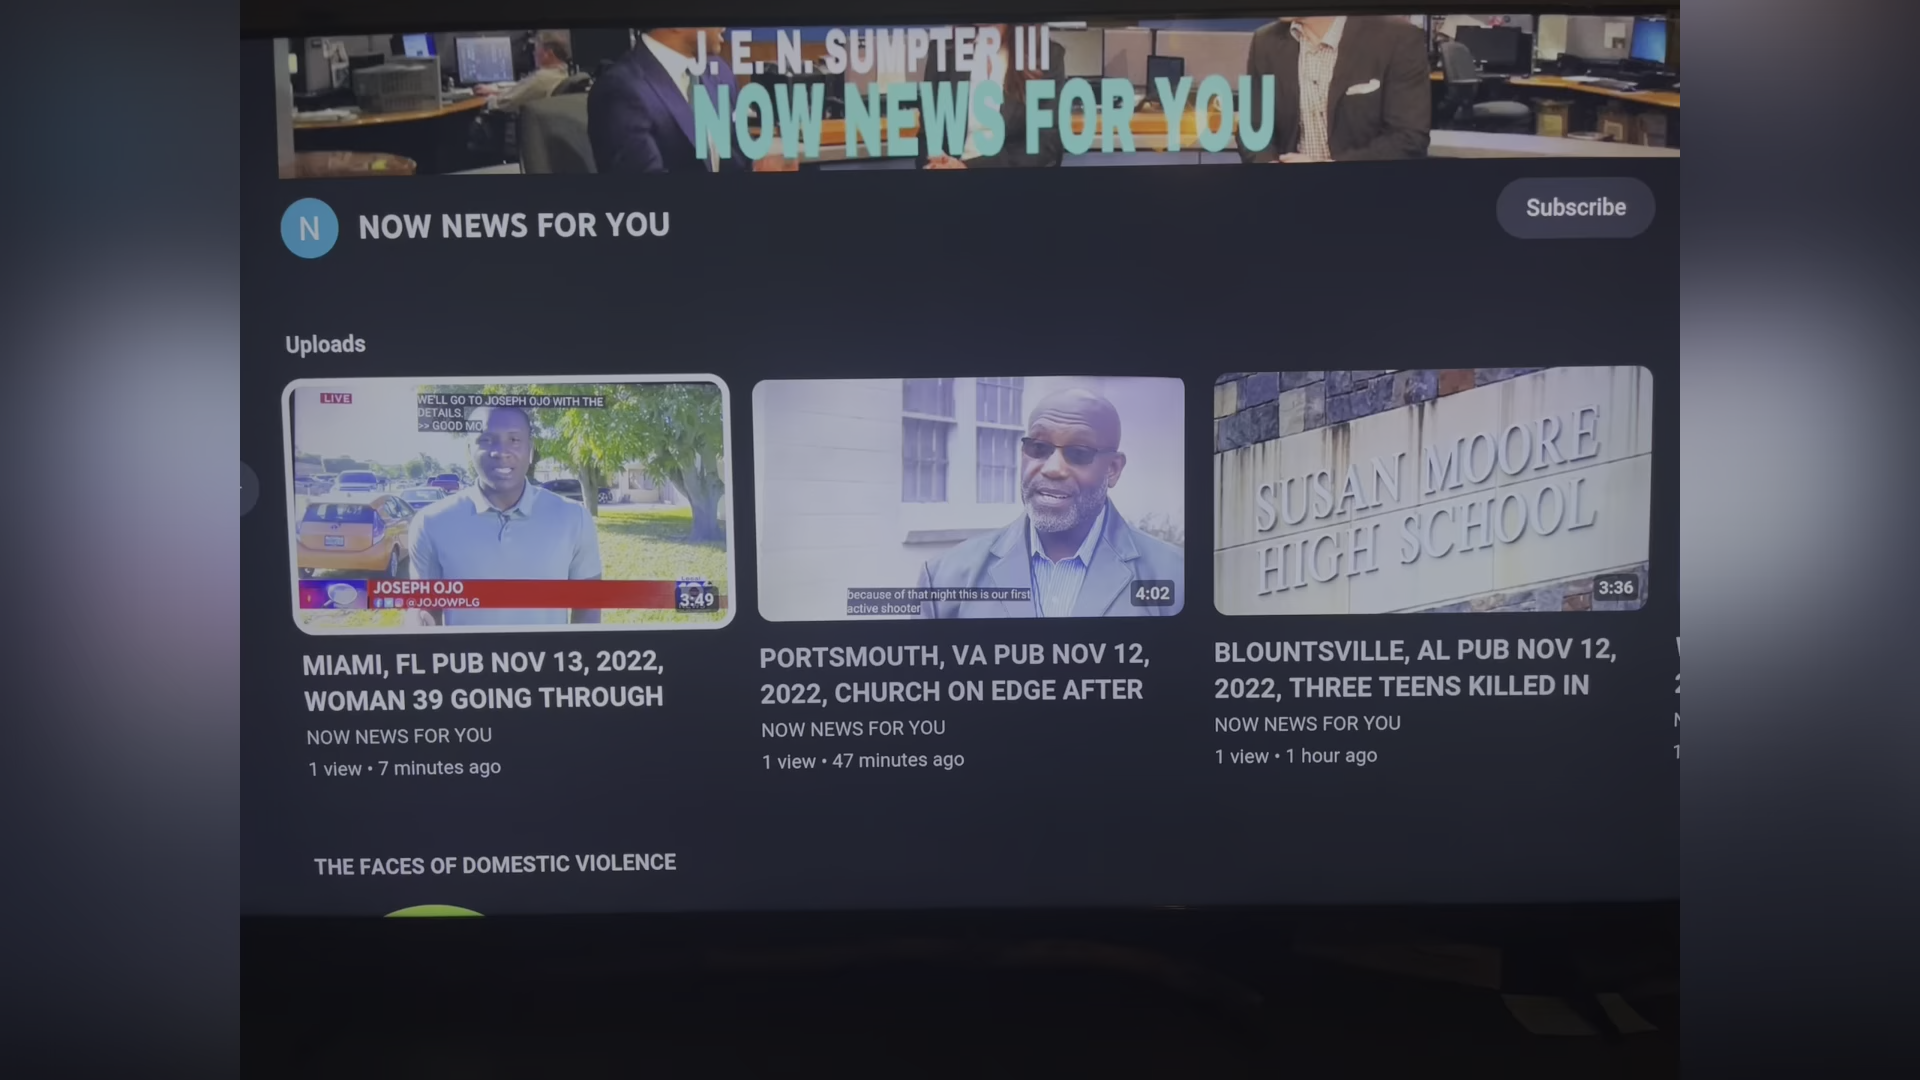 J. E. N. SUMPTER III
NOW NEWS FOR YOU
N
NOW NEWS FOR YOU
Subscribe
Uploads
LIVE
WE'LL GO TO JOSEPH OJO WITH THE
DETAILS.
>> GOOD MO
JOSEPH OJO
@JOJOWPLG
3:49
because of that night this is our first
active shooter
4:02
SUSAN MOORE
HIGH SCHOOL
3:36
MIAMI, FL PUB NOV 13, 2022,
WOMAN 39 GOING THROUGH
NOW NEWS FOR YOU
1 view • 7 minutes ago
PORTSMOUTH, VA PUB NOV 12,
2022, CHURCH ON EDGE AFTER
NOW NEWS FOR YOU
1 view • 47 minutes ago
BLOUNTSVILLE, AL PUB NOV 12,
2022, THREE TEENS KILLED IN
NOW NEWS FOR YOU
1 view • 1 hour ago
THE FACES OF DOMESTIC VIOLENCE